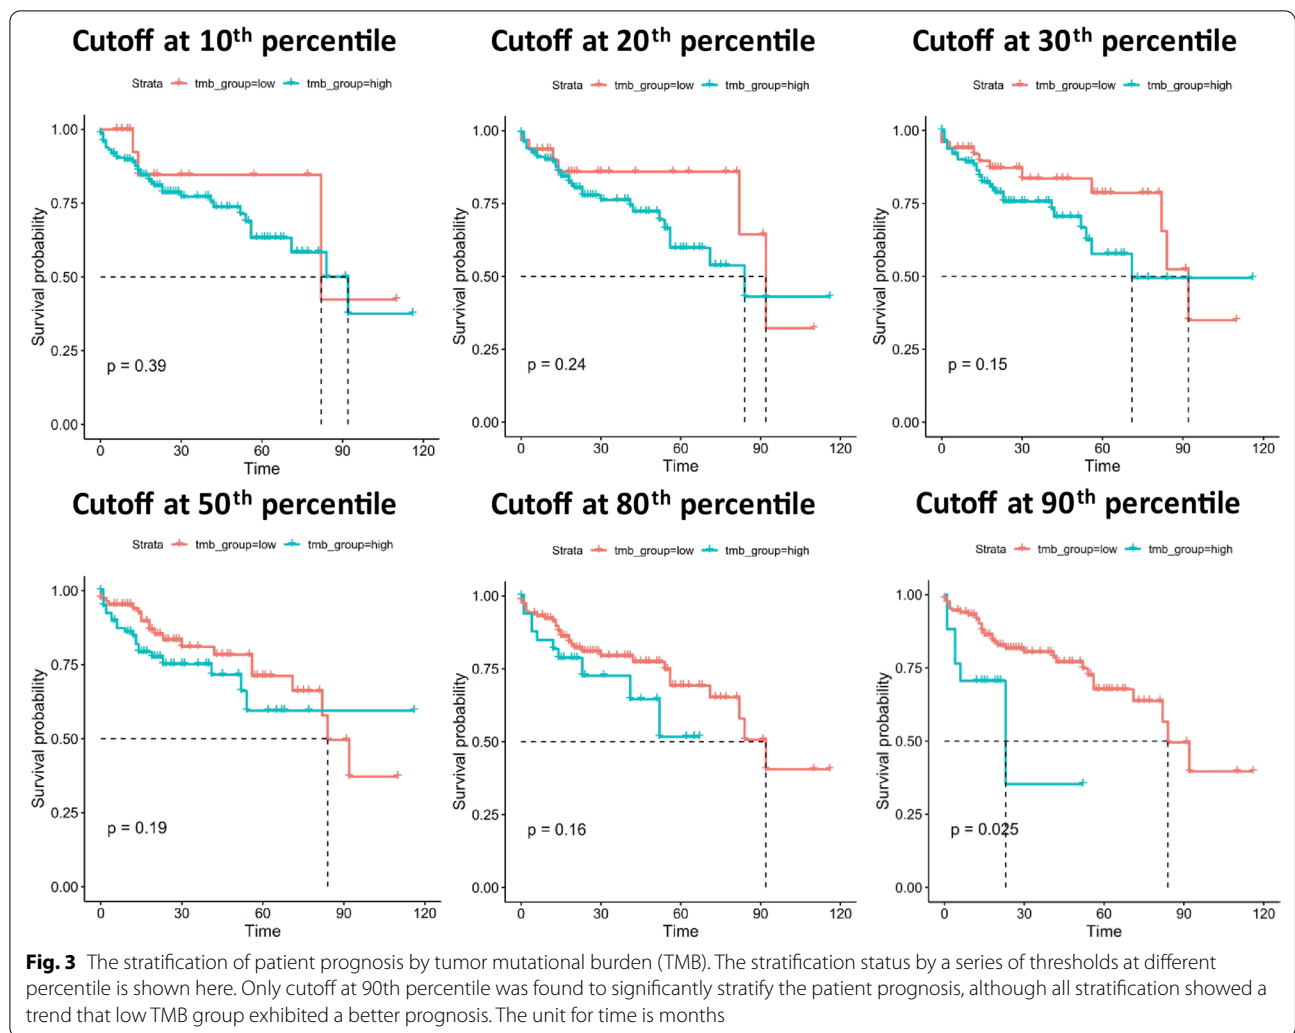 Cutoff at 10th percentile
Strata tmb_group=low tmb_group=high
Survival probability
1.00
0.75
0.50
0.25
0.00
p = 0.39
0 30 60 90 120
Time
Cutoff at 20th percentile
Strata tmb_group=low tmb_group=high
Survival probability
1.00
0.75
0.50
0.25
0.00
p = 0.24
0 30 60 90 120
Time
Cutoff at 30th percentile
Strata tmb_group=low tmb_group=high
Survival probability
1.00
0.75
0.50
0.25
0.00
p = 0.15
0 30 60 90 120
Time
Cutoff at 50th percentile
Strata tmb_group=low tmb_group=high
Survival probability
1.00
0.75
0.50
0.25
0.00
p = 0.19
0 30 60 90 120
Time
Cutoff at 80th percentile
Strata tmb_group=low tmb_group=high
Survival probability
1.00
0.75
0.50
0.25
0.00
p = 0.16
0 30 60 90 120
Time
Cutoff at 90th percentile
Strata tmb_group=low tmb_group=high
Survival probability
1.00
0.75
0.50
0.25
0.00
p = 0.025
0 30 60 90 120
Time
Fig. 3 The stratification of patient prognosis by tumor mutational burden (TMB). The stratification status by a series of thresholds at different
percentile is shown here. Only cutoff at 90th percentile was found to significantly stratify the patient prognosis, although all stratification showed a
trend that low TMB group exhibited a better prognosis. The unit for time is months